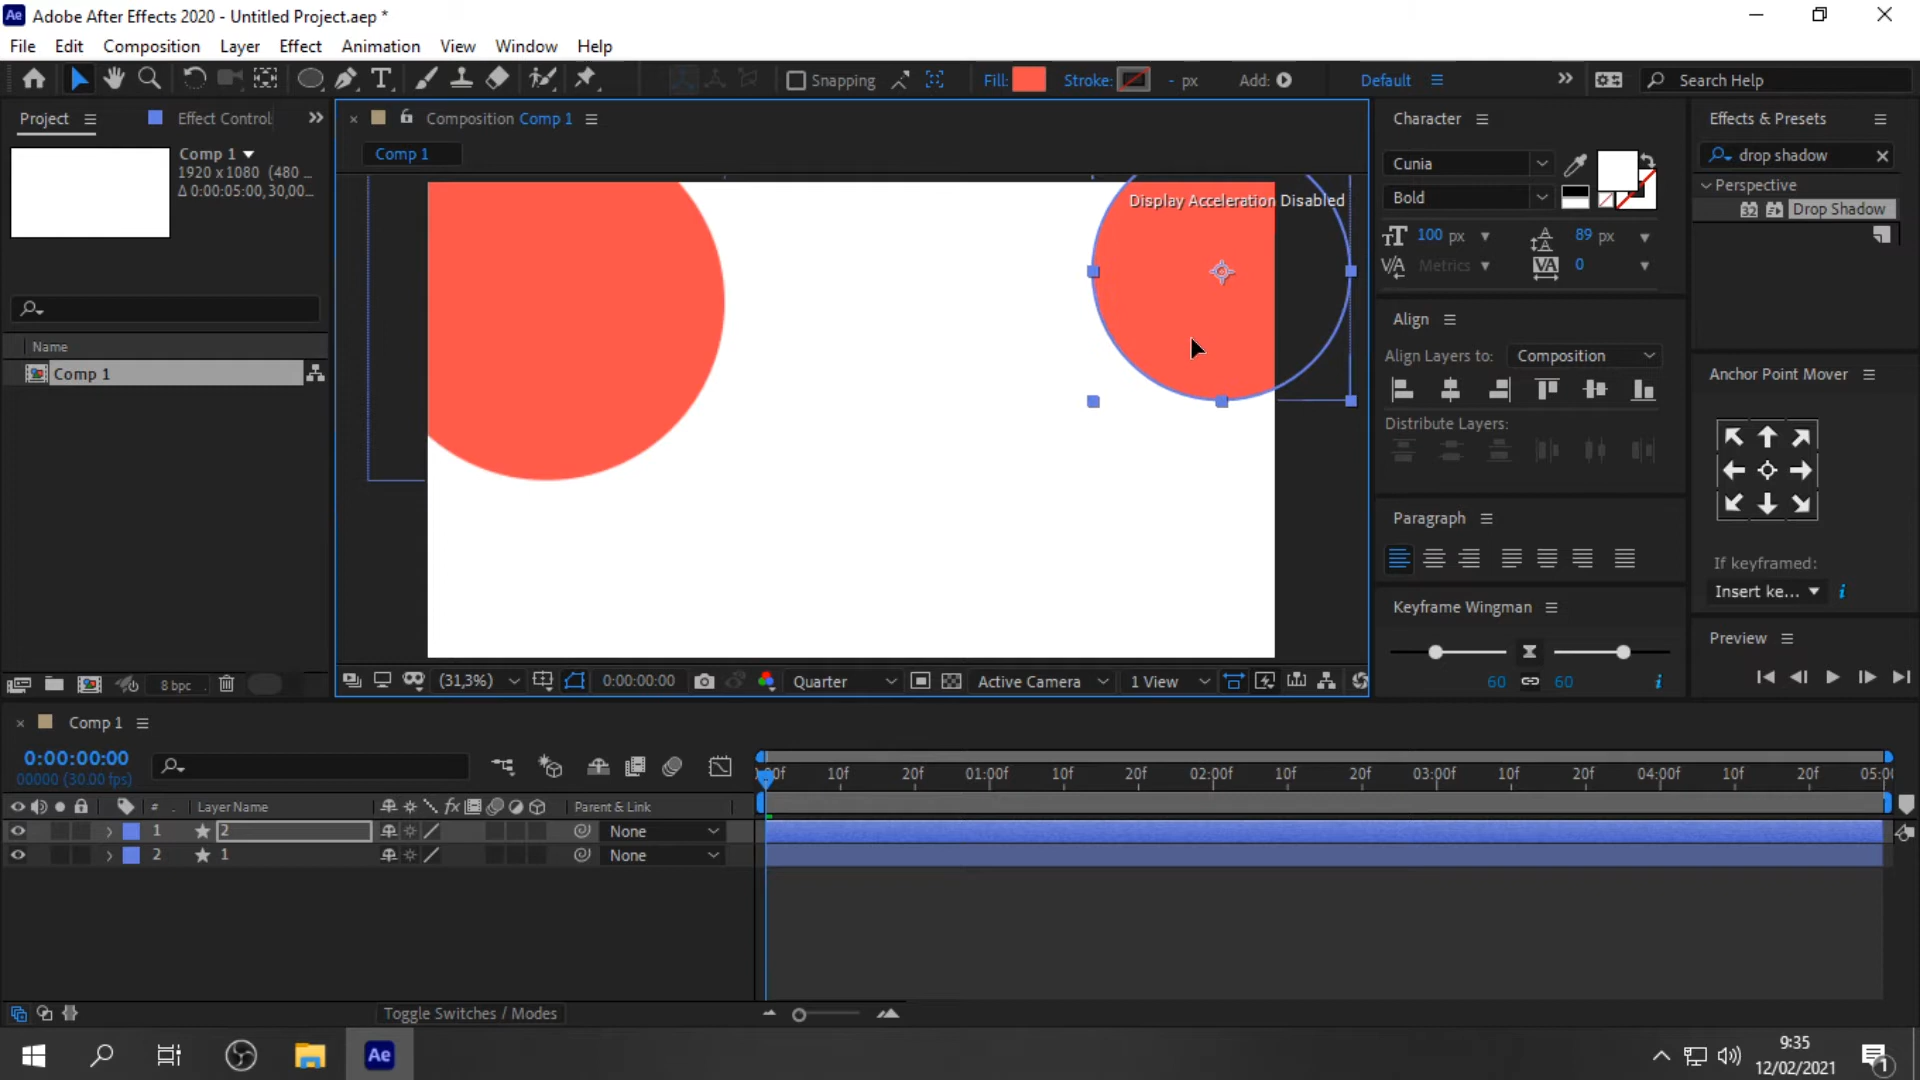 Adobe After Effects 2020 - Untitled Project.aep *
File Edit Composition Layer Effect Animation View Window Help
Snapping Fill: Stroke: - px Add: Default Search Help
Project Effect Control
Comp 1
1920 x 1080 (480 ...
Δ 0:00:05:00, 30,00...
Name
Comp 1
8 bpc
Composition Comp 1
Comp 1
Display Acceleration Disabled
(31,3%) 0:00:00:00 Quarter Active Camera 1 View
Character
Cunia
Bold
100 px 89 px
Metrics 0
Align
Align Layers to: Composition
Distribute Layers:
Paragraph
Keyframe Wingman
60 60
Effects & Presets
drop shadow
Perspective
32 Drop Shadow
Anchor Point Mover
If keyframed:
Insert ke...
Preview
Comp 1
0:00:00:00
00000 (30.00 fps)
:00f 10f 20f 01:00f 10f 20f 02:00f 10f 20f 03:00f 10f 20f 04:00f 10f 20f 05:00
# . Layer Name fx Parent & Link
1 2 None
2 1 None
Toggle Switches / Modes
Ae
9:35
12/02/2021
1